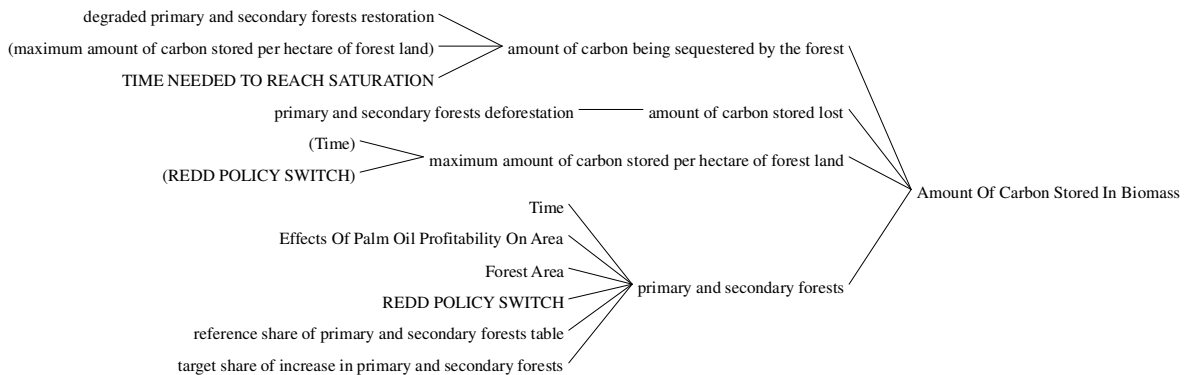 degraded primary and secondary forests restoration
(maximum amount of carbon stored per hectare of forest land)
amount of carbon being sequestered by the forest
TIME NEEDED TO REACH SATURATION
primary and secondary forests deforestation
amount of carbon stored lost
(Time)
maximum amount of carbon stored per hectare of forest land
(REDD POLICY SWITCH)
Amount Of Carbon Stored In Biomass
Time
Effects Of Palm Oil Profitability On Area
Forest Area
primary and secondary forests
REDD POLICY SWITCH
reference share of primary and secondary forests table
target share of increase in primary and secondary forests